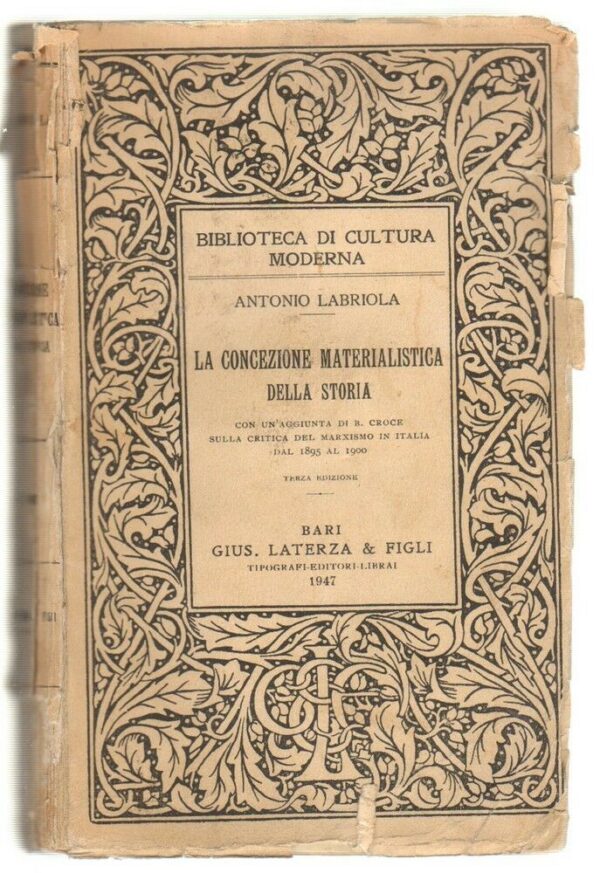 BIBLIOTECA DI CULTURA
MODERNA
ANTONIO LABRIOLA
LA CONCEZIONE MATERIALISTICA
DELLA STORIA
CON UN'AGGIUNTA DI B. CROCE
SULLA CRITICA DEL MARXISMO IN ITALIA
DAL 1895 AL 1900
TERZA EDIZIONE
BARI
GIUS. LATERZA & FIGLI
TIPOGRAFI-EDITORI-LIBRAI
1947